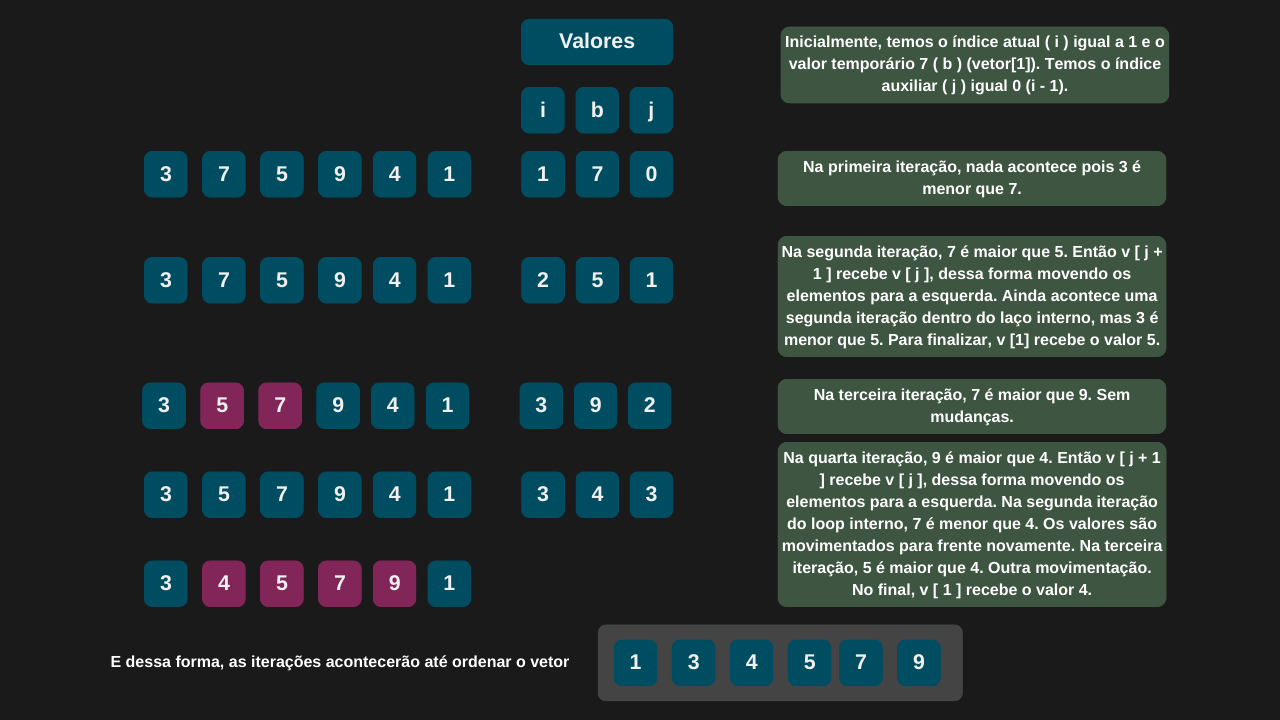 Valores
Inicialmente, temos o índice atual ( i ) igual a 1 e o
valor temporário 7 ( b ) (vetor[1]). Temos o índice
auxiliar ( j ) igual 0 (i - 1).
i b j
3 7 5 9 4 1 1 7 0
Na primeira iteração, nada acontece pois 3 é
menor que 7.
3 7 5 9 4 1 2 5 1
Na segunda iteração, 7 é maior que 5. Então v [ j +
1 ] recebe v [ j ], dessa forma movendo os
elementos para a esquerda. Ainda acontece uma
segunda iteração dentro do laço interno, mas 3 é
menor que 5. Para finalizar, v [1] recebe o valor 5.
3 5 7 9 4 1 3 9 2
Na terceira iteração, 7 é maior que 9. Sem
mudanças.
3 5 7 9 4 1 3 4 3
Na quarta iteração, 9 é maior que 4. Então v [ j + 1
] recebe v [ j ], dessa forma movendo os
elementos para a esquerda. Na segunda iteração
do loop interno, 7 é menor que 4. Os valores são
movimentados para frente novamente. Na terceira
iteração, 5 é maior que 4. Outra movimentação.
No final, v [ 1 ] recebe o valor 4.
3 4 5 7 9 1
E dessa forma, as iterações acontecerão até ordenar o vetor
1 3 4 5 7 9